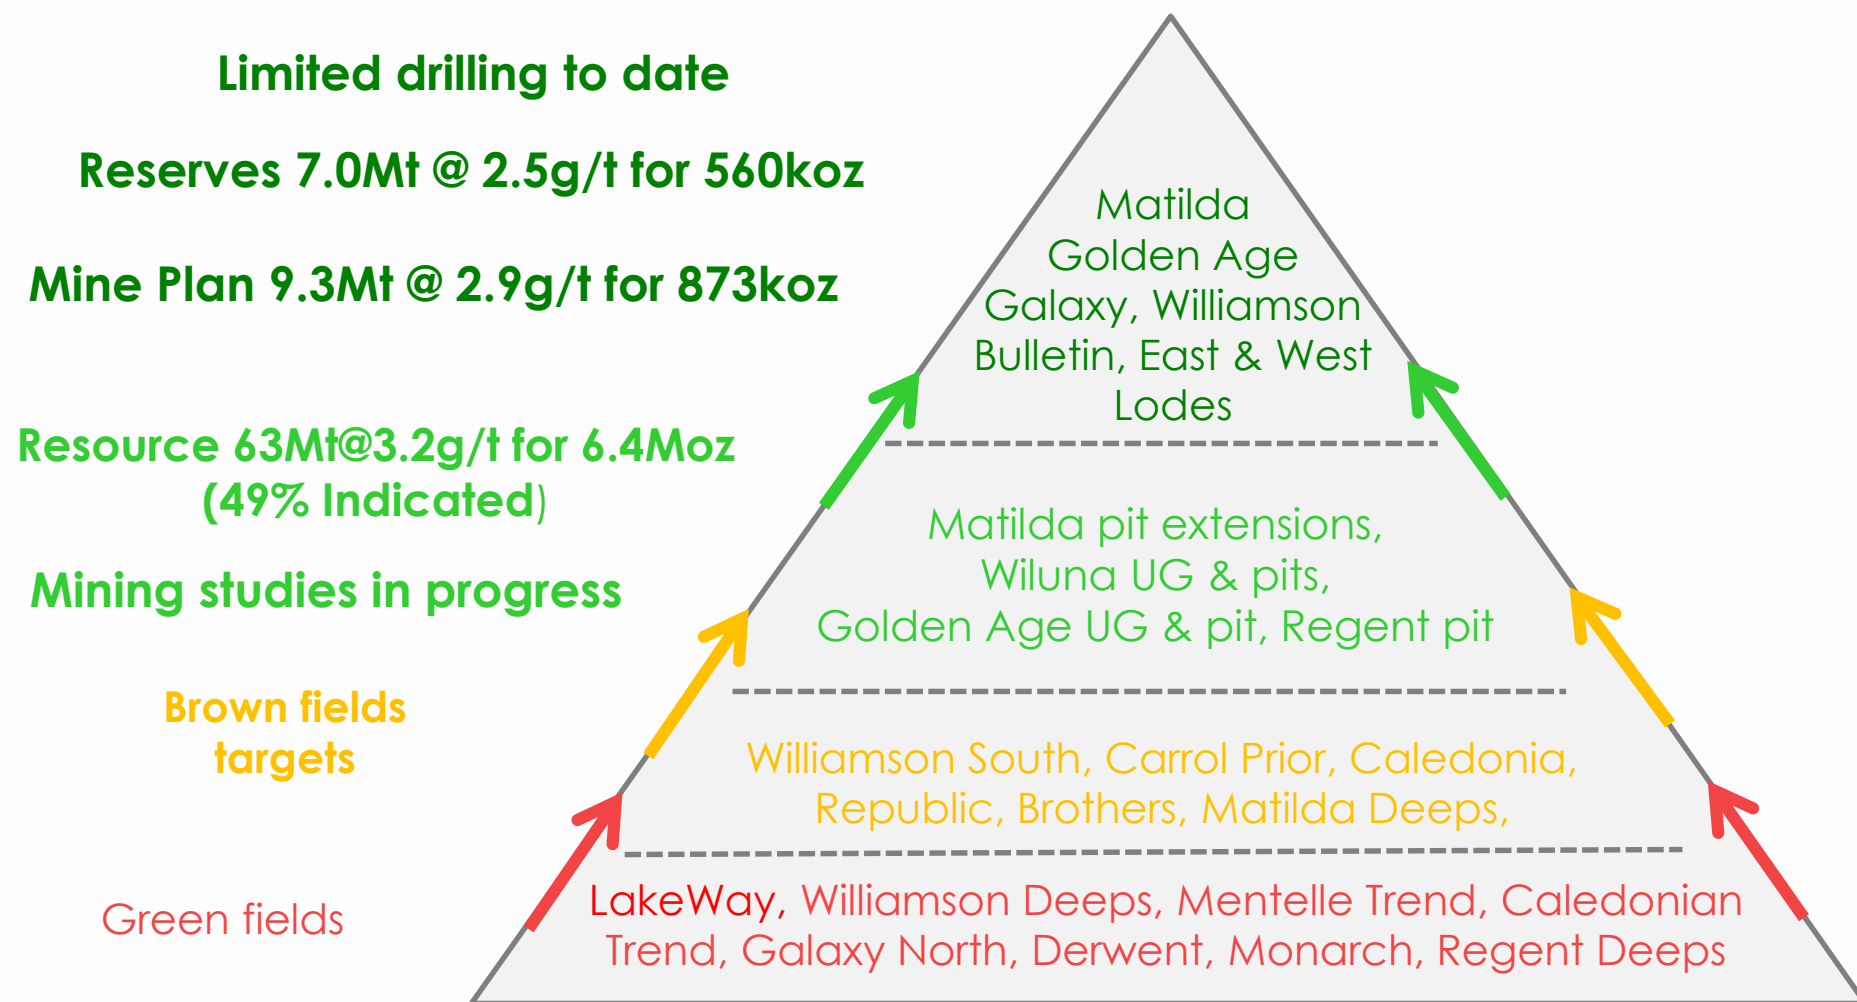 Limited drilling to date
Reserves 7.0Mt @ 2.5g/t for 560koz
Mine Plan 9.3Mt @ 2.9g/t for 873koz
Matilda
Golden Age
Galaxy, Williamson
Bulletin, East & West
Lodes
Resource 63Mt@3.2g/t for 6.4Moz
(49% Indicated)
Mining studies in progress
Matilda pit extensions,
Wiluna UG & pits,
Golden Age UG & pit, Regent pit
Brown fields
targets
Williamson South, Carrol Prior, Caledonia,
Republic, Brothers, Matilda Deeps,
Green fields
LakeWay, Williamson Deeps, Mentelle Trend, Caledonian
Trend, Galaxy North, Derwent, Monarch, Regent Deeps